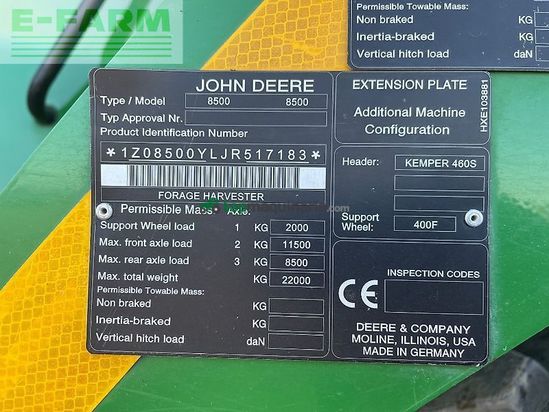 E-FARM
Permissible Towable Mass:
Non braked KG
Inertia-braked KG
Vertical hitch load daN
HXE103881
JOHN DEERE
Type / Model 8500 8500
Typ Approval Nr.
Product Identification Number
*1Z08500YLJR517183*
FORAGE HARVESTER
Permissible Mass Axle:
Support Wheel load 1 KG 2000
Max. front axle load 2 KG 11500
Max. rear axle load 3 KG 8500
Max. total weight KG 22000
Permissible Towable Mass:
Non braked KG
Inertia-braked KG
Vertical hitch load daN
EXTENSION PLATE
Additional Machine
Configuration
Header: KEMPER 460S
Support
Wheel: 400F
INSPECTION CODES
CE
DEERE & COMPANY
MOLINE, ILLINOIS, USA
MADE IN GERMANY